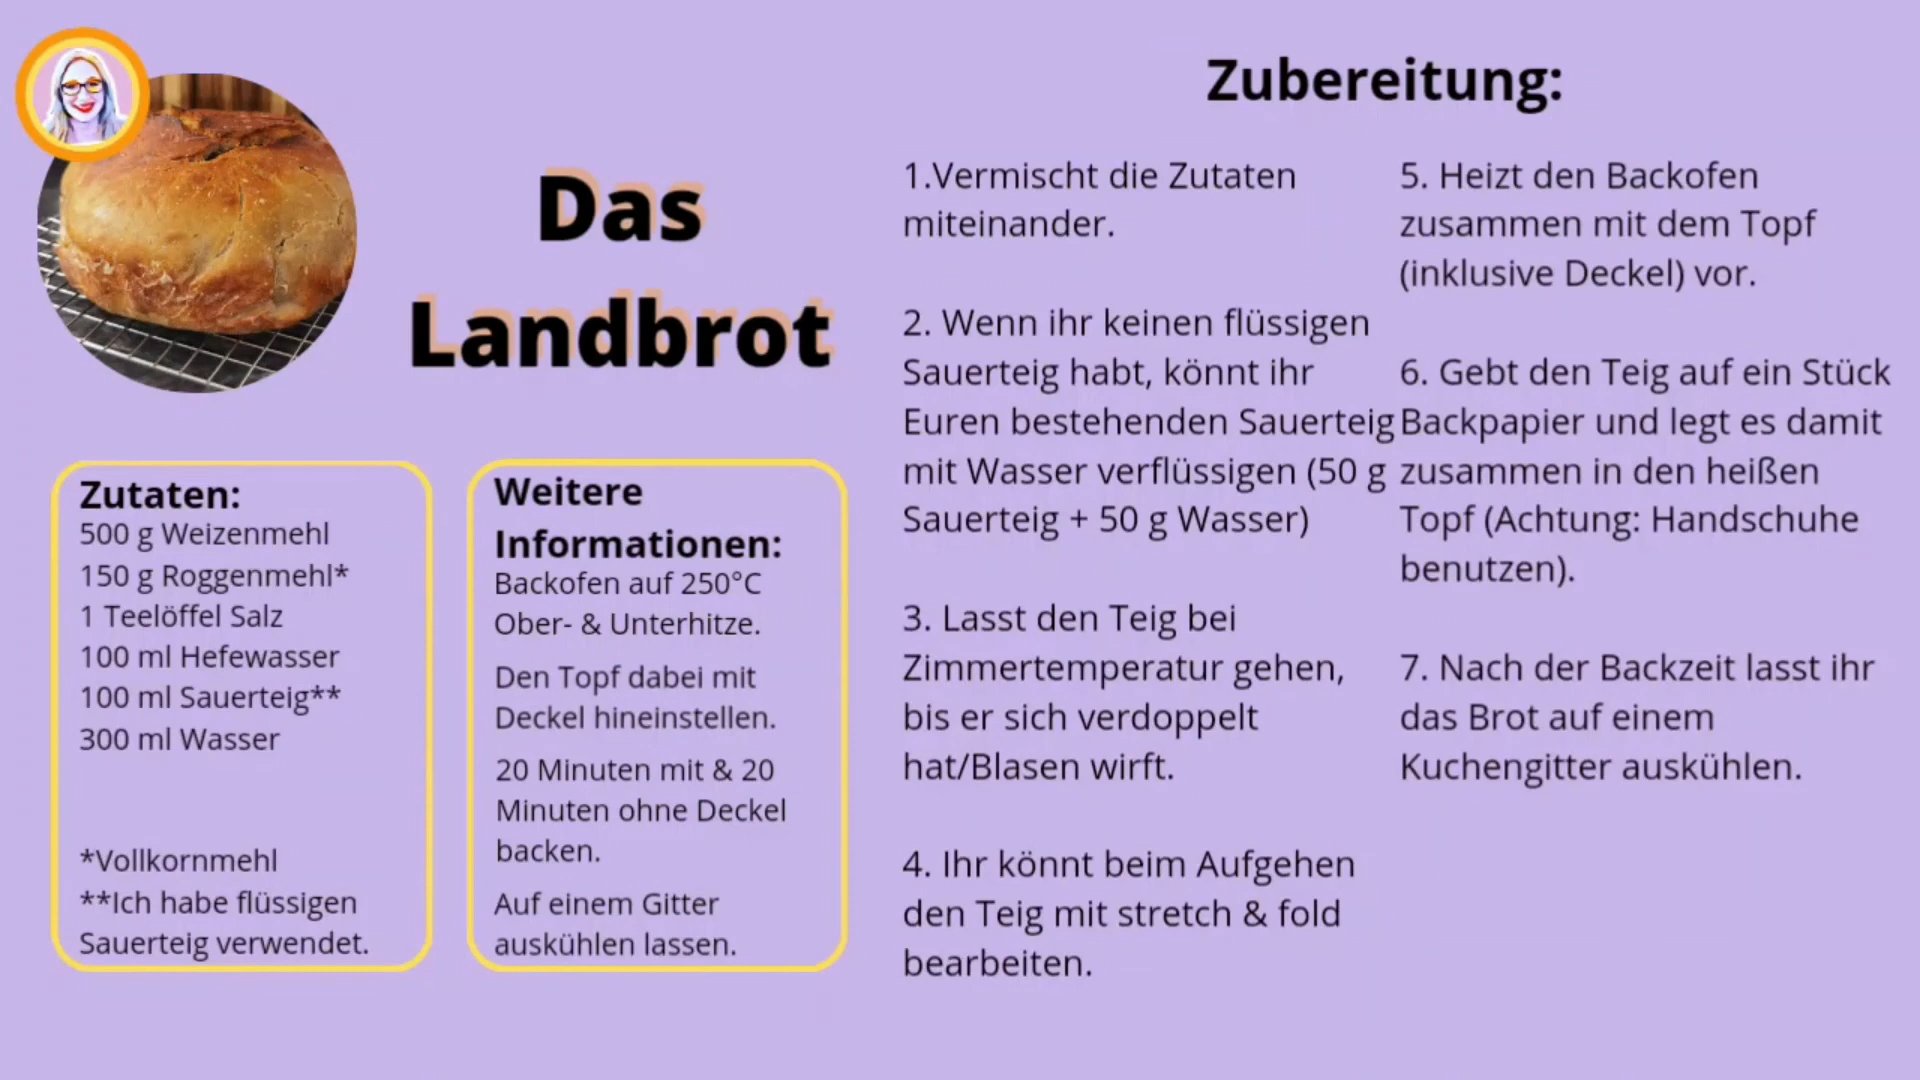 Das
Landbrot
Zutaten:
500 g Weizenmehl
150 g Roggenmehl*
1 Teelöffel Salz
100 ml Hefewasser
100 ml Sauerteig**
300 ml Wasser
*Vollkornmehl
**Ich habe flüssigen
Sauerteig verwendet.
Weitere
Informationen:
Backofen auf 250°C
Ober- & Unterhitze.
Den Topf dabei mit
Deckel hineinstellen.
20 Minuten mit & 20
Minuten ohne Deckel
backen.
Auf einem Gitter
auskühlen lassen.
Zubereitung:
1.Vermischt die Zutaten
miteinander.
2. Wenn ihr keinen flüssigen
Sauerteig habt, könnt ihr
Euren bestehenden Sauerteig
mit Wasser verflüssigen (50 g
Sauerteig + 50 g Wasser)
3. Lasst den Teig bei
Zimmertemperatur gehen,
bis er sich verdoppelt
hat/Blasen wirft.
4. Ihr könnt beim Aufgehen
den Teig mit stretch & fold
bearbeiten.
5. Heizt den Backofen
zusammen mit dem Topf
(inklusive Deckel) vor.
6. Gebt den Teig auf ein Stück
Backpapier und legt es damit
zusammen in den heißen
Topf (Achtung: Handschuhe
benutzen).
7. Nach der Backzeit lasst ihr
das Brot auf einem
Kuchengitter auskühlen.